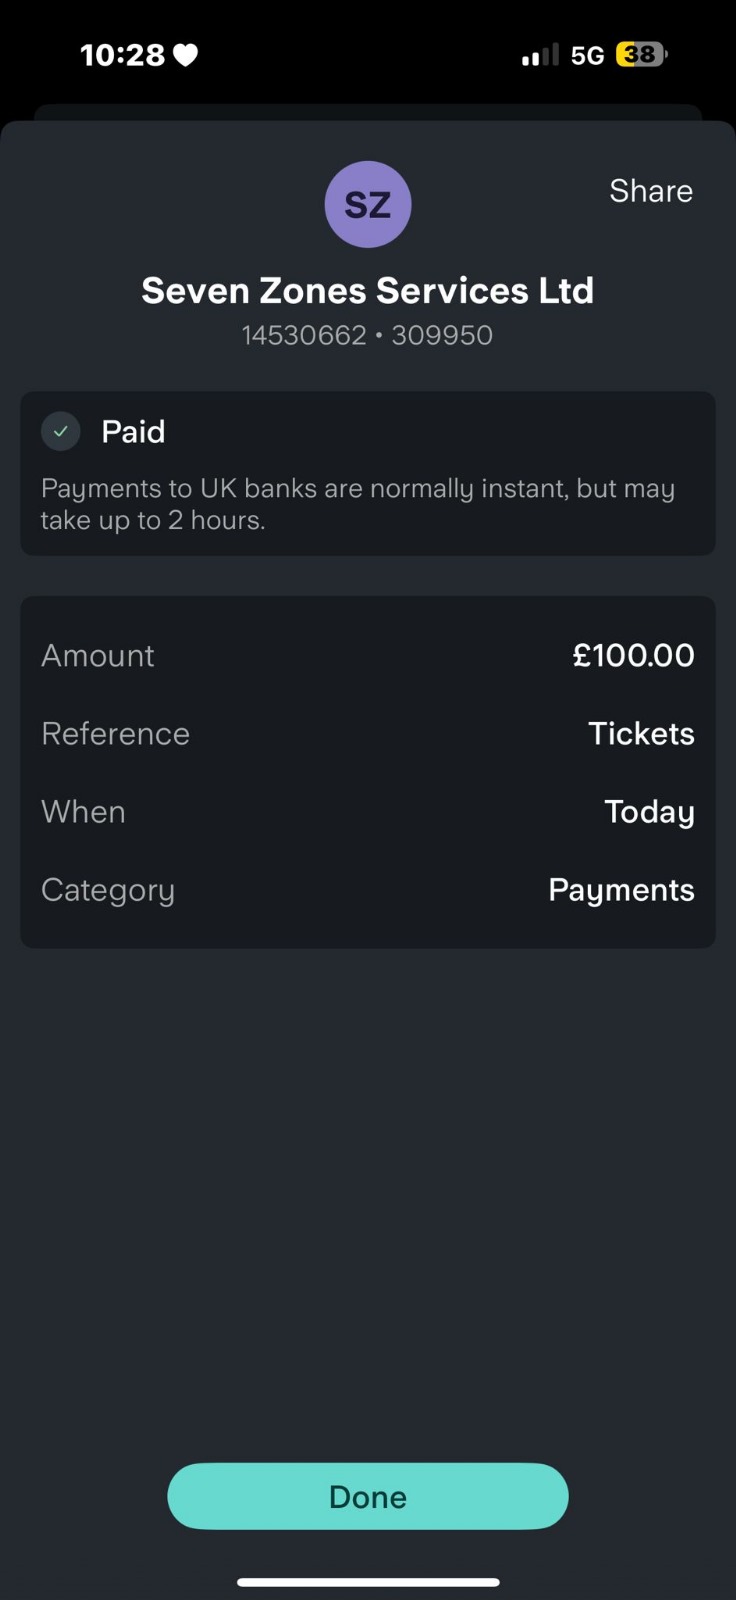 10:28
5G
38
SZ
Share
Seven Zones Services Ltd
14530662 • 309950
Paid
Payments to UK banks are normally instant, but may
take up to 2 hours.
Amount £100.00
Reference Tickets
When Today
Category Payments
Done